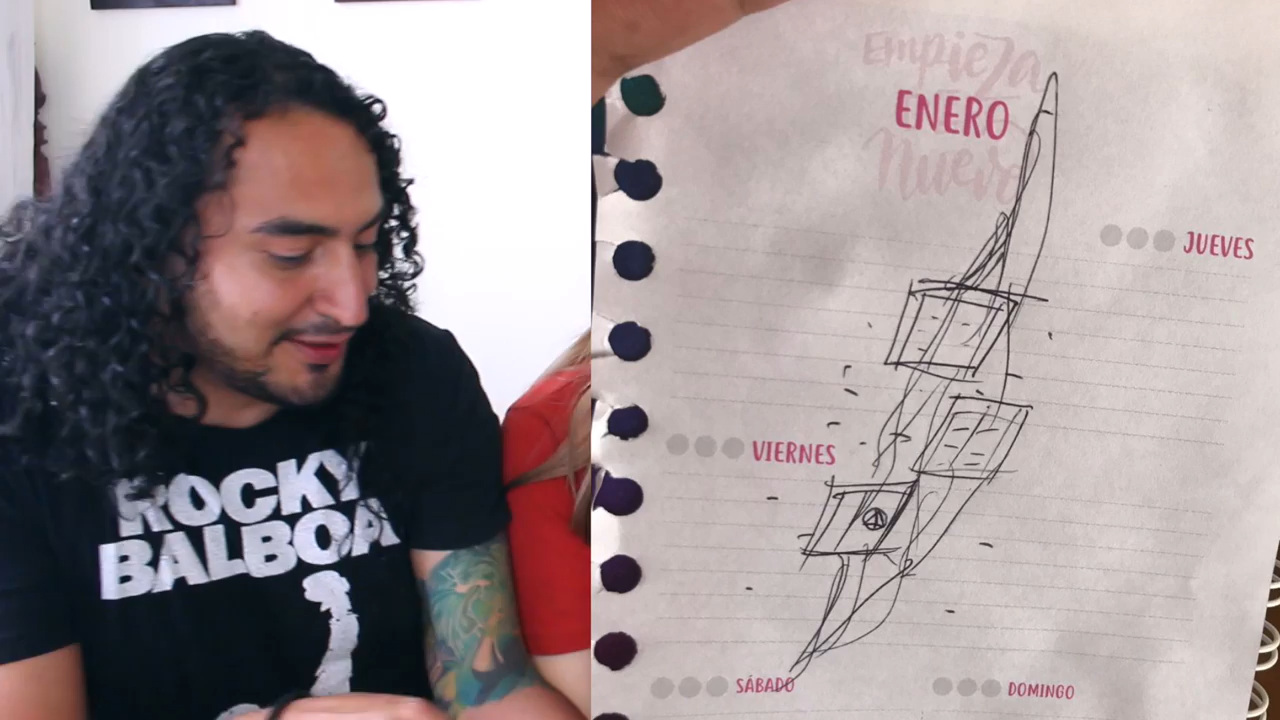 ROCKY
BALBOA
Empieza
ENERO
Nuevo
JUEVES
VIERNES
SÁBADO
DOMINGO